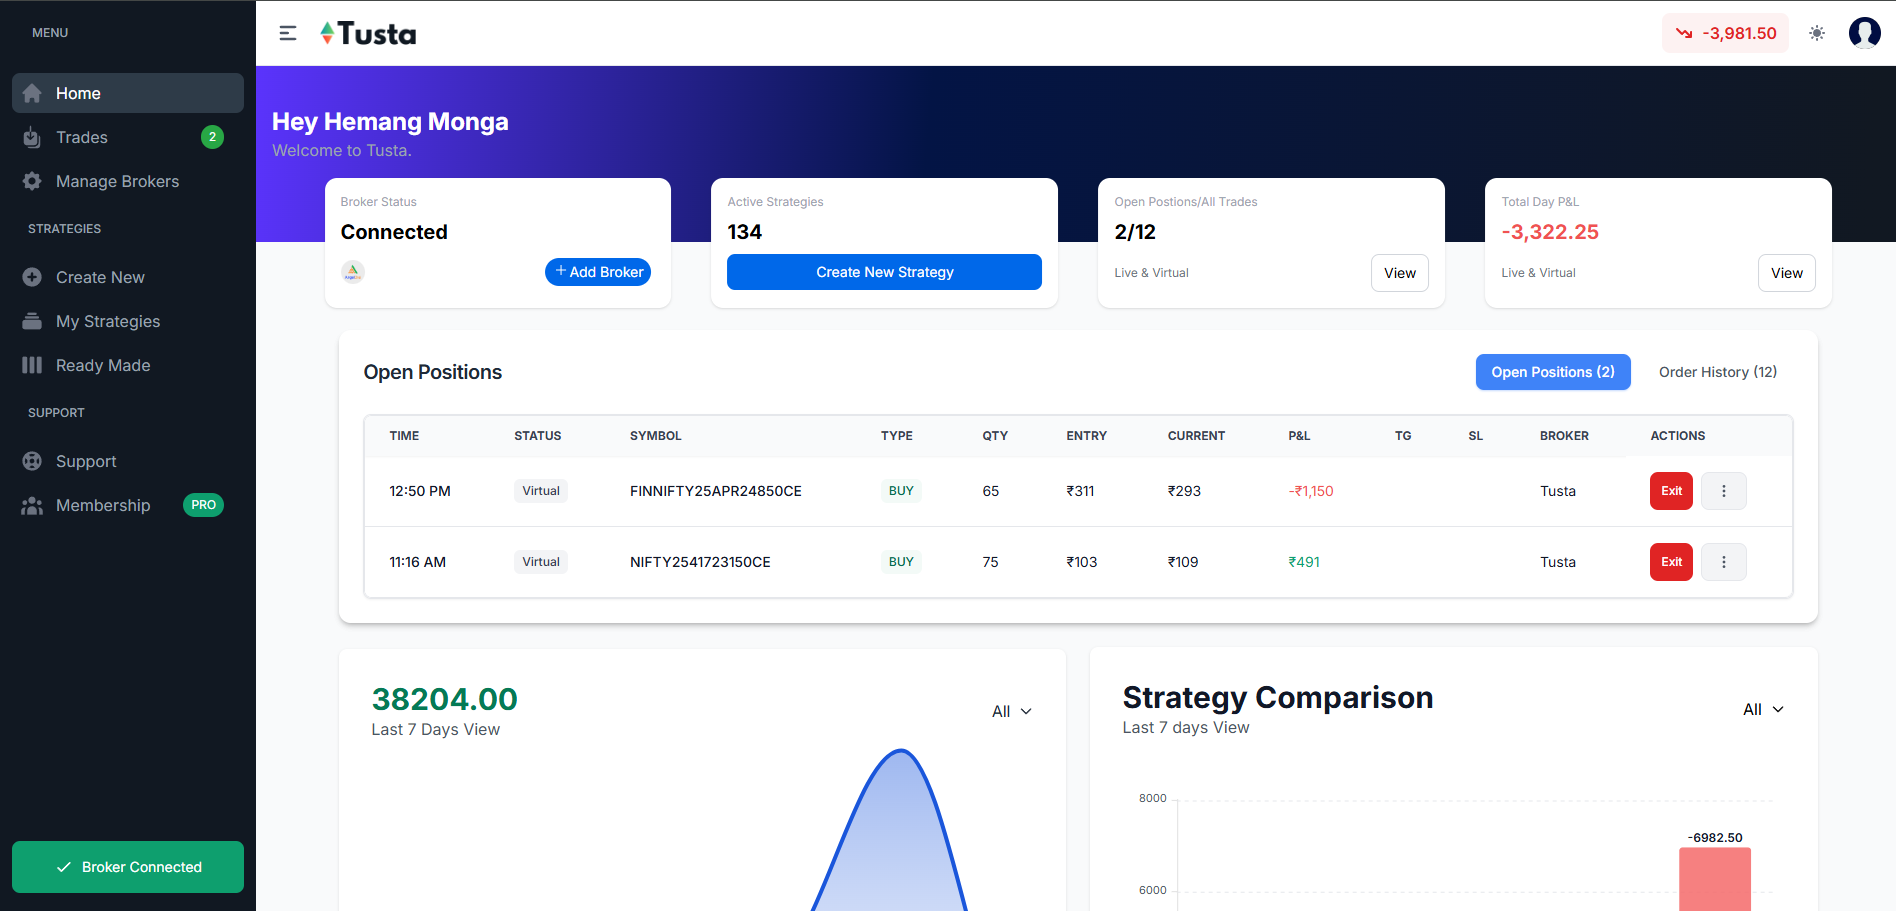 MENU
Home
Trades 2
Manage Brokers
STRATEGIES
Create New
My Strategies
Ready Made
SUPPORT
Support
Membership PRO
Broker Connected
Tusta
-3,981.50
Hey Hemang Monga
Welcome to Tusta.
Broker Status
Connected
+ Add Broker
Active Strategies
134
Create New Strategy
Open Postions/All Trades
2/12
Live & Virtual View
Total Day P&L
-3,322.25
Live & Virtual View
Open Positions
Open Positions (2) Order History (12)
TIME STATUS SYMBOL TYPE QTY ENTRY CURRENT P&L TG SL BROKER ACTIONS
12:50 PM Virtual FINNIFTY25APR24850CE BUY 65 ₹311 ₹293 -₹1,150 Tusta Exit
11:16 AM Virtual NIFTY2541723150CE BUY 75 ₹103 ₹109 ₹491 Tusta Exit
38204.00
Last 7 Days View
All
Strategy Comparison
Last 7 days View
All
8000
-6982.50
6000